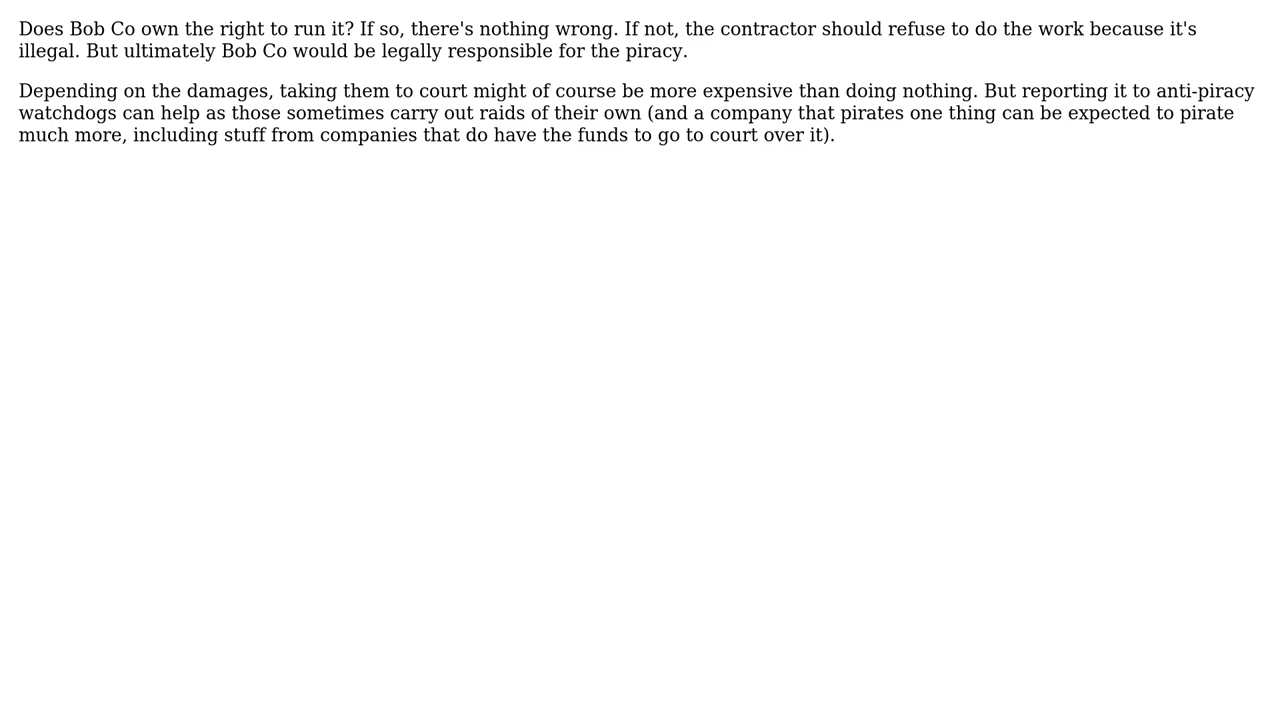 Does Bob Co own the right to run it? If so, there's nothing wrong. If not, the contractor should refuse to do the work because it's
illegal. But ultimately Bob Co would be legally responsible for the piracy.
Depending on the damages, taking them to court might of course be more expensive than doing nothing. But reporting it to anti-piracy
watchdogs can help as those sometimes carry out raids of their own (and a company that pirates one thing can be expected to pirate
much more, including stuff from companies that do have the funds to go to court over it).